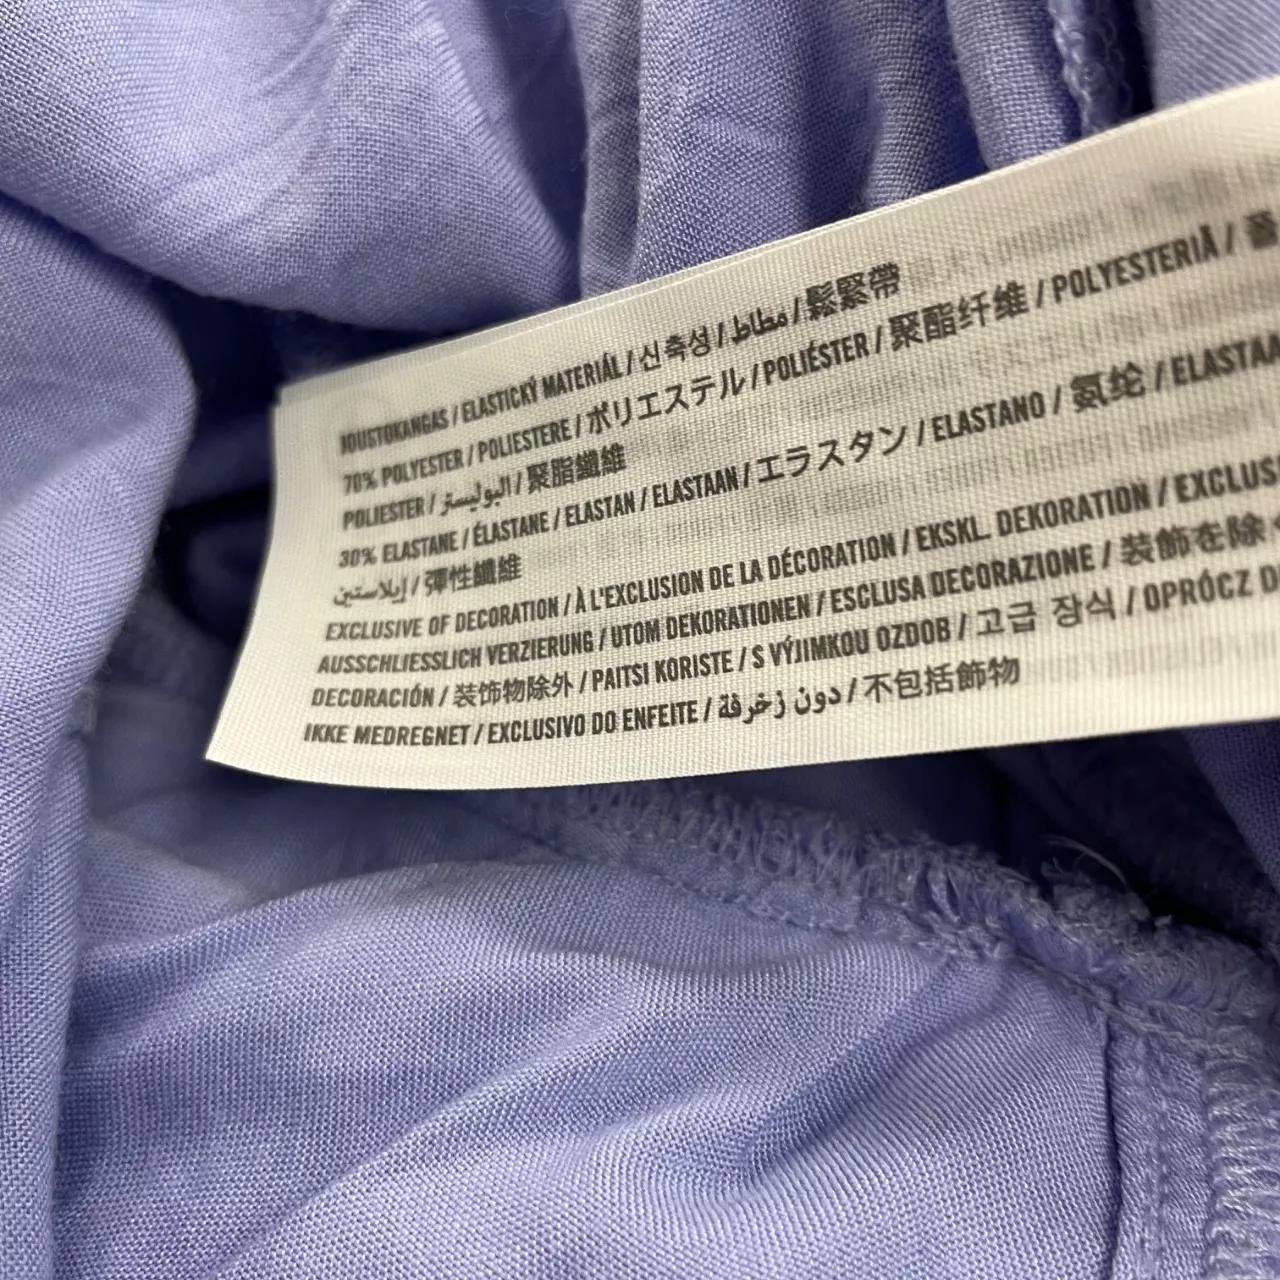 JOUSTOKANGAS / ELASTICKÝ MATERIÁL / 신축성 / مطاط / 鬆緊帶
70% POLYESTER / POLIESTERE / ポリエステル / POLIÉSTER / 聚酯纤维 / POLYESTERIÄ / 폴
POLIESTER / البوليستر / 聚脂纖維
30% ELASTANE / ÉLASTANE / ELASTAN / ELASTAAN / エラスタン / ELASTANO / 氨纶 / ELASTAA
إيلاستين / 彈性纖維
EXCLUSIVE OF DECORATION / À L'EXCLUSION DE LA DÉCORATION / EKSKL. DEKORATION / EXCLUS
AUSSCHLIESSLICH VERZIERUNG / UTOM DEKORATIONEN / ESCLUSA DECORAZIONE / 装飾を除
DECORACIÓN / 装饰物除外 / PAITSI KORISTE / S VÝJIMKOU OZDOB / 고급 장식 / OPRÓCZ D
IKKE MEDREGNET / EXCLUSIVO DO ENFEITE / دون زخرفة / 不包括飾物